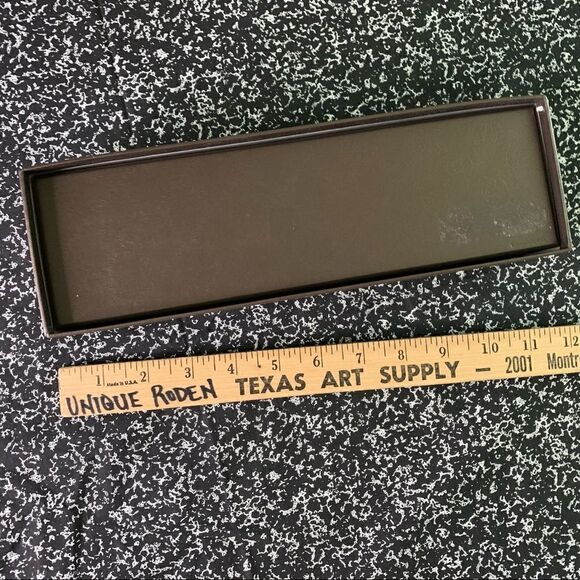 1 2 3 4 5 6 7 8 9 10 11 12
Made in U.S.A.
UNIQUE RODEN TEXAS ART SUPPLY — 2001 Montr